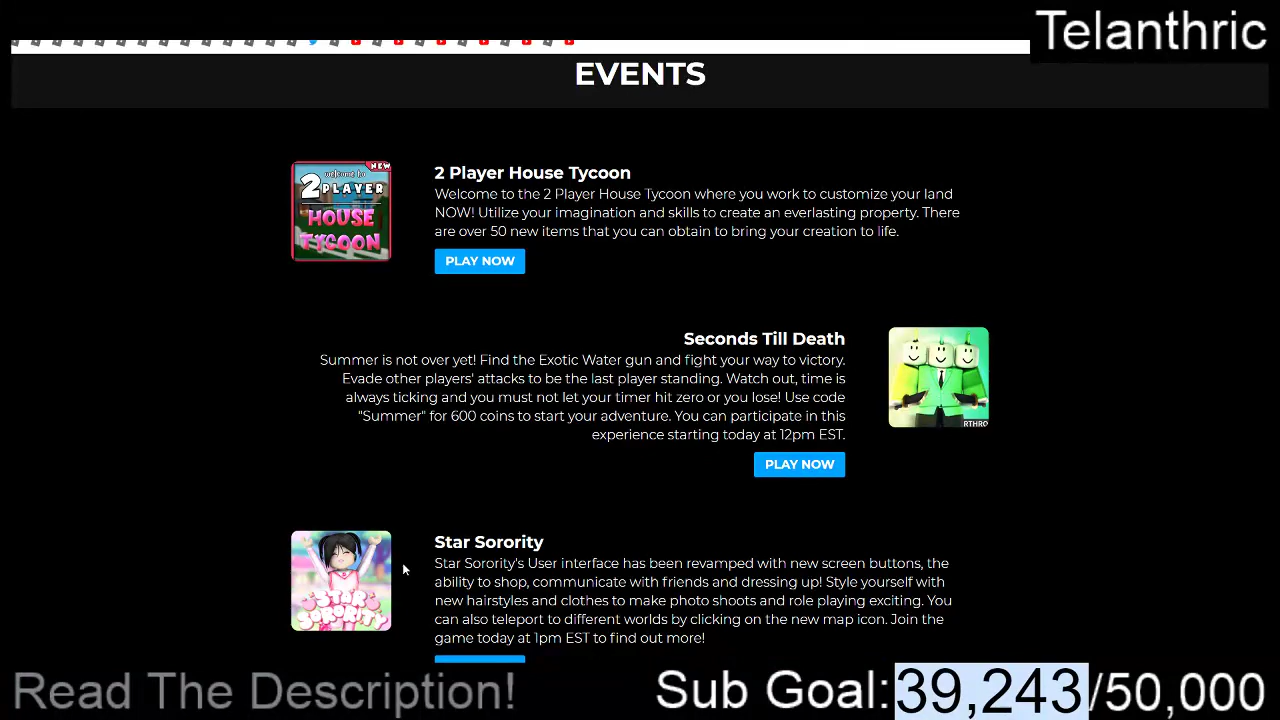 Telanthric
EVENTS
NEW
welcome to
2 PLAYER
HOUSE
TYCOON
2 Player House Tycoon
Welcome to the 2 Player House Tycoon where you work to customize your land
NOW! Utilize your imagination and skills to create an everlasting property. There
are over 50 new items that you can obtain to bring your creation to life.
PLAY NOW
Seconds Till Death
Summer is not over yet! Find the Exotic Water gun and fight your way to victory.
Evade other players' attacks to be the last player standing. Watch out, time is
always ticking and you must not let your timer hit zero or you lose! Use code
"Summer" for 600 coins to start your adventure. You can participate in this
experience starting today at 12pm EST.
PLAY NOW
RTHRO
STAR
SORORITY
Star Sorority
Star Sorority's User interface has been revamped with new screen buttons, the
ability to shop, communicate with friends and dressing up! Style yourself with
new hairstyles and clothes to make photo shoots and role playing exciting. You
can also teleport to different worlds by clicking on the new map icon. Join the
game today at 1pm EST to find out more!
Read The Description!
Sub Goal:39,243/50,000